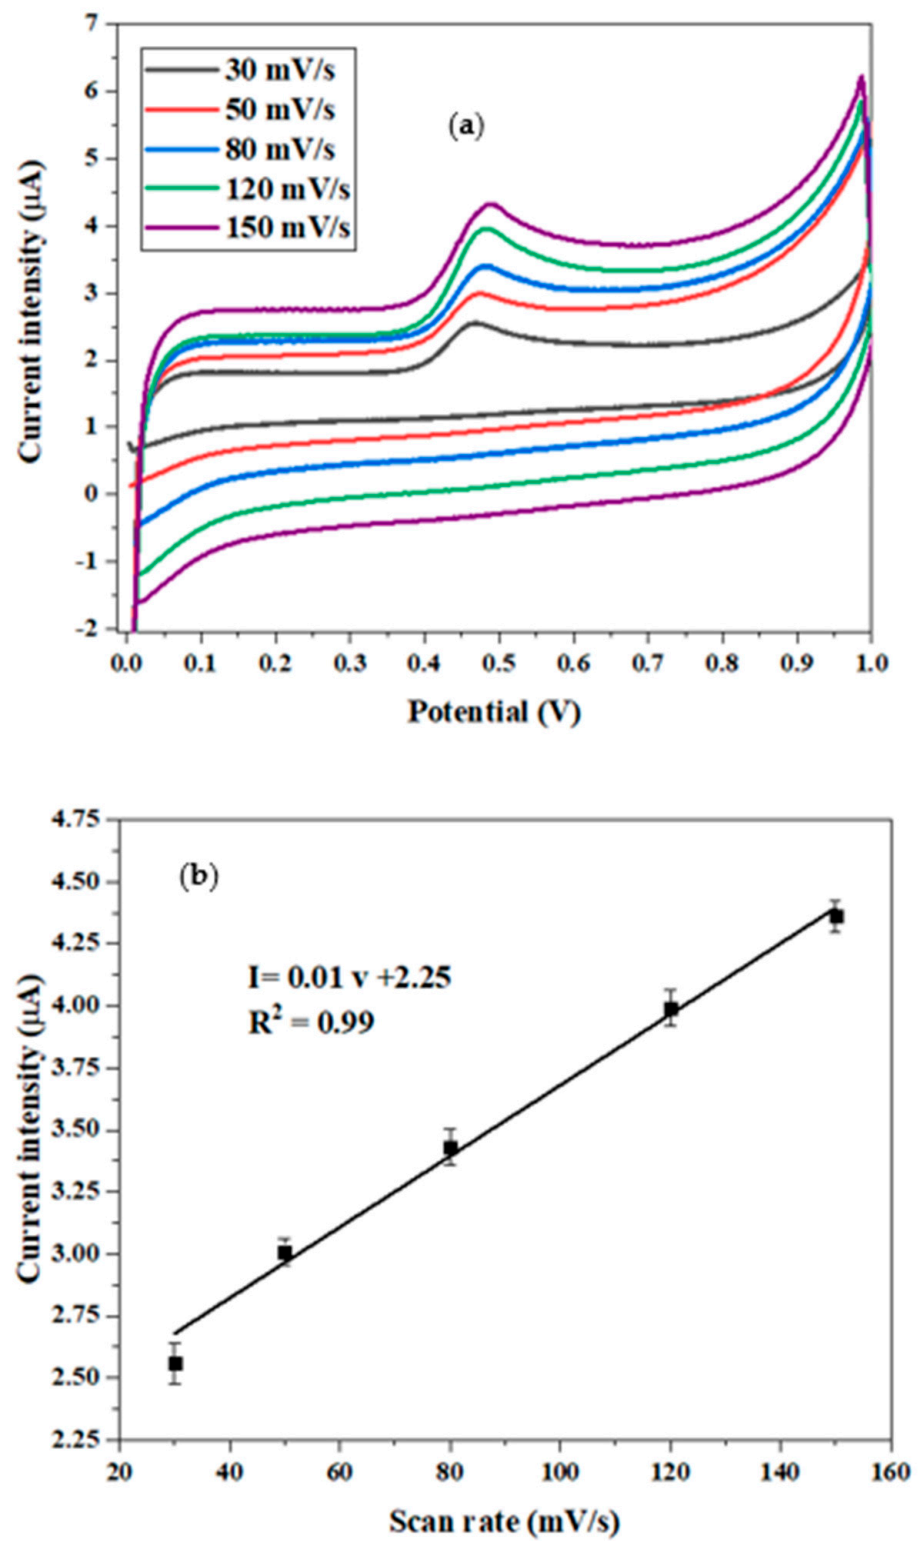 7
6
5
4
3
2
1
0
-1
-2
30 mV/s
50 mV/s
80 mV/s
120 mV/s
150 mV/s
(a)
Current intensity (μA)
0.0 0.1 0.2 0.3 0.4 0.5 0.6 0.7 0.8 0.9 1.0
Potential (V)
4.75
4.50
4.25
4.00
3.75
3.50
3.25
3.00
2.75
2.50
2.25
(b)
I= 0.01 v +2.25
R² = 0.99
Current intensity (μA)
20 40 60 80 100 120 140 160
Scan rate (mV/s)